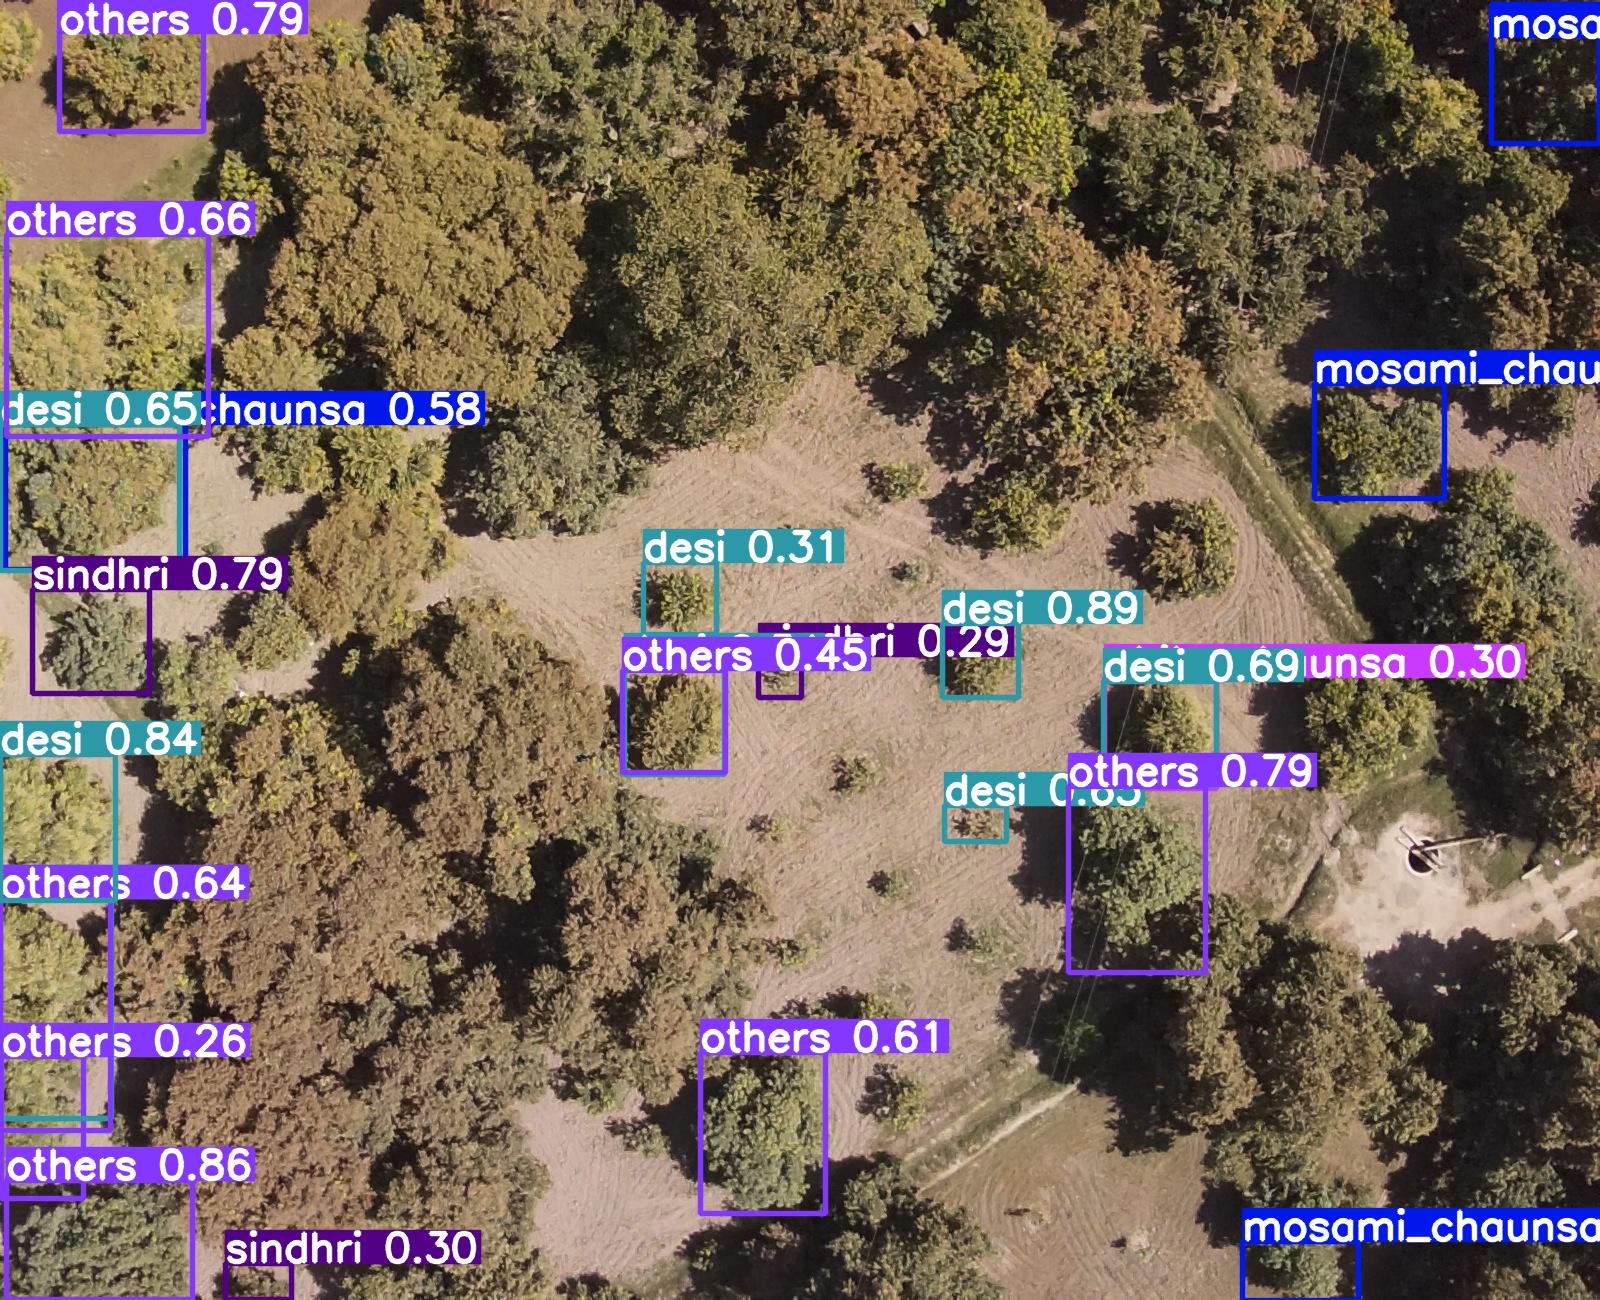 others 0.79
mosa
others 0.66
mosami_chau
desi 0.65
chaunsa 0.58
desi 0.31
sindhri 0.79
desi 0.89
others 0.45
0.29
desi 0.69
unsa 0.30
desi 0.84
others 0.79
desi
others 0.64
others 0.61
others 0.26
others 0.86
mosami_chaunsa
sindhri 0.30